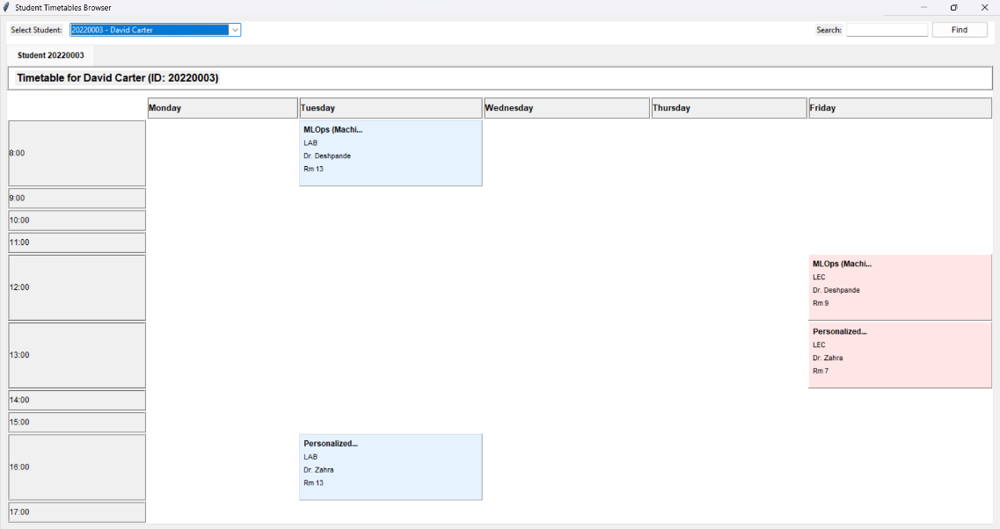 Student Timetables Browser
Select Student: 20220003 - David Carter Search: Find
Student 20220003
Timetable for David Carter (ID: 20220003)
Monday Tuesday Wednesday Thursday Friday
8:00
MLOps (Machi...
LAB
Dr. Deshpande
Rm 13
9:00
10:00
11:00
12:00
MLOps (Machi...
LEC
Dr. Deshpande
Rm 9
13:00
Personalized...
LEC
Dr. Zahra
Rm 7
14:00
15:00
16:00
Personalized...
LAB
Dr. Zahra
Rm 13
17:00